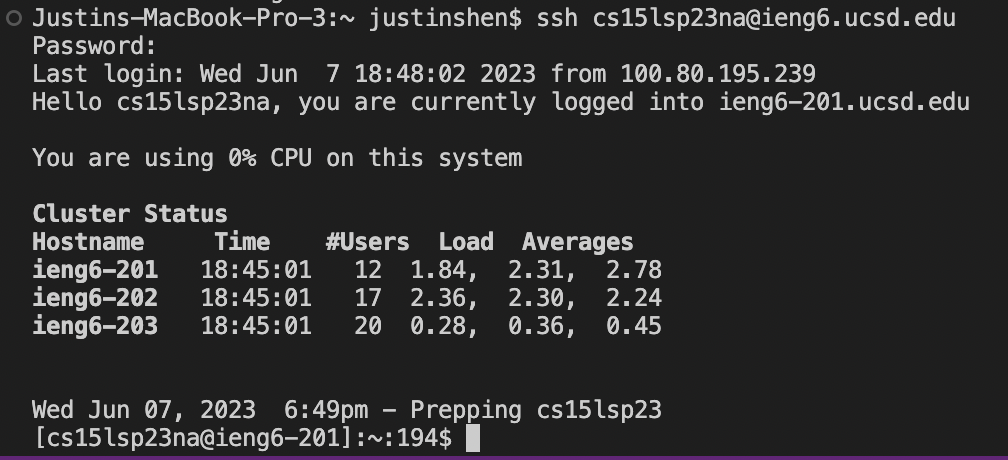 Justins-MacBook-Pro-3:~ justinshen$ ssh cs15lsp23na@ieng6.ucsd.edu
Password:
Last login: Wed Jun  7 18:48:02 2023 from 100.80.195.239
Hello cs15lsp23na, you are currently logged into ieng6-201.ucsd.edu

You are using 0% CPU on this system

Cluster Status
Hostname     Time    #Users  Load  Averages
ieng6-201   18:45:01   12  1.84,  2.31,  2.78
ieng6-202   18:45:01   17  2.36,  2.30,  2.24
ieng6-203   18:45:01   20  0.28,  0.36,  0.45


Wed Jun 07, 2023  6:49pm - Prepping cs15lsp23
[cs15lsp23na@ieng6-201]:~:194$